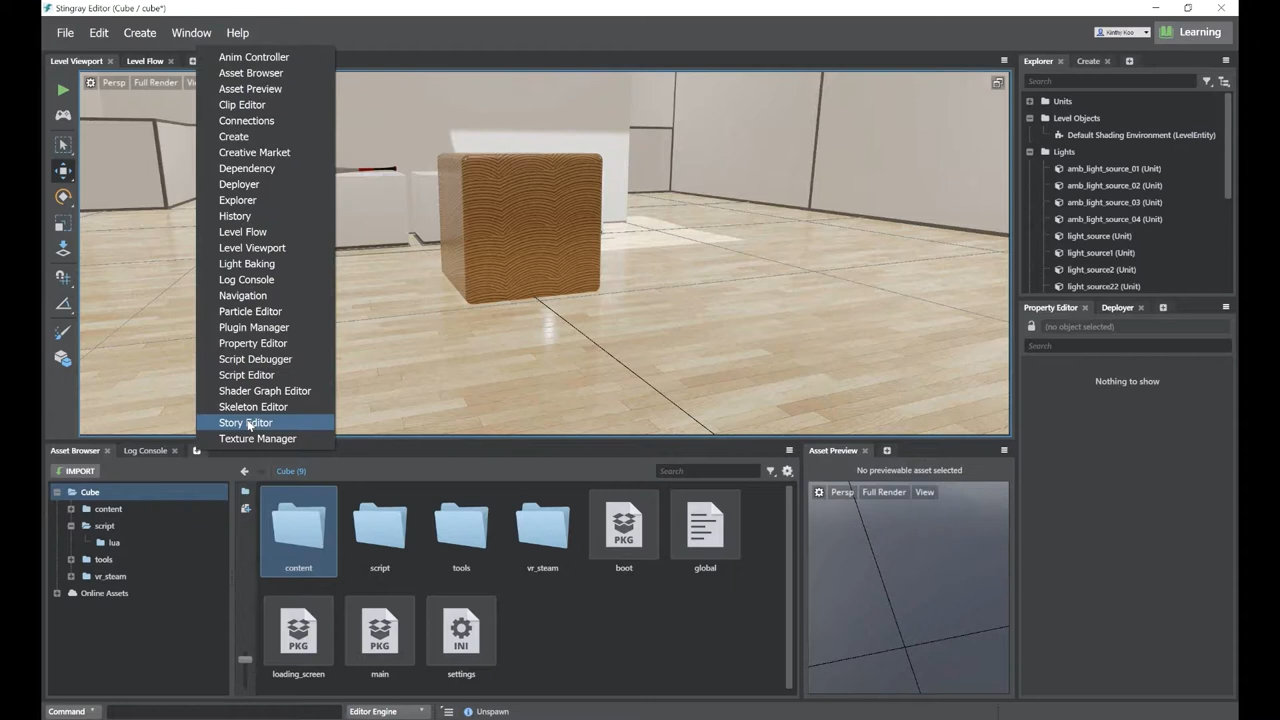 Stingray Editor (Cube / cube*)
File Edit Create Window Help
Kinthy Koo
Learning
Level Viewport
Level Flow
Persp
Full Render
Anim Controller
Asset Browser
Asset Preview
Clip Editor
Connections
Create
Creative Market
Dependency
Deployer
Explorer
History
Level Flow
Level Viewport
Light Baking
Log Console
Navigation
Particle Editor
Plugin Manager
Property Editor
Script Debugger
Script Editor
Shader Graph Editor
Skeleton Editor
Story Editor
Texture Manager
Explorer
Create
Search
Units
Level Objects
Default Shading Environment (LevelEntity)
Lights
amb_light_source_01 (Unit)
amb_light_source_02 (Unit)
amb_light_source_03 (Unit)
amb_light_source_04 (Unit)
light_source (Unit)
light_source1 (Unit)
light_source2 (Unit)
light_source22 (Unit)
Property Editor
Deployer
(no object selected)
Search
Nothing to show
Asset Browser
Log Console
IMPORT
Cube (9)
Search
Cube
content
script
lua
tools
vr_steam
Online Assets
content
script
tools
vr_steam
PKG
boot
global
PKG
loading_screen
PKG
main
INI
settings
Asset Preview
No previewable asset selected
Persp
Full Render
View
Command
Editor Engine
Unspawn